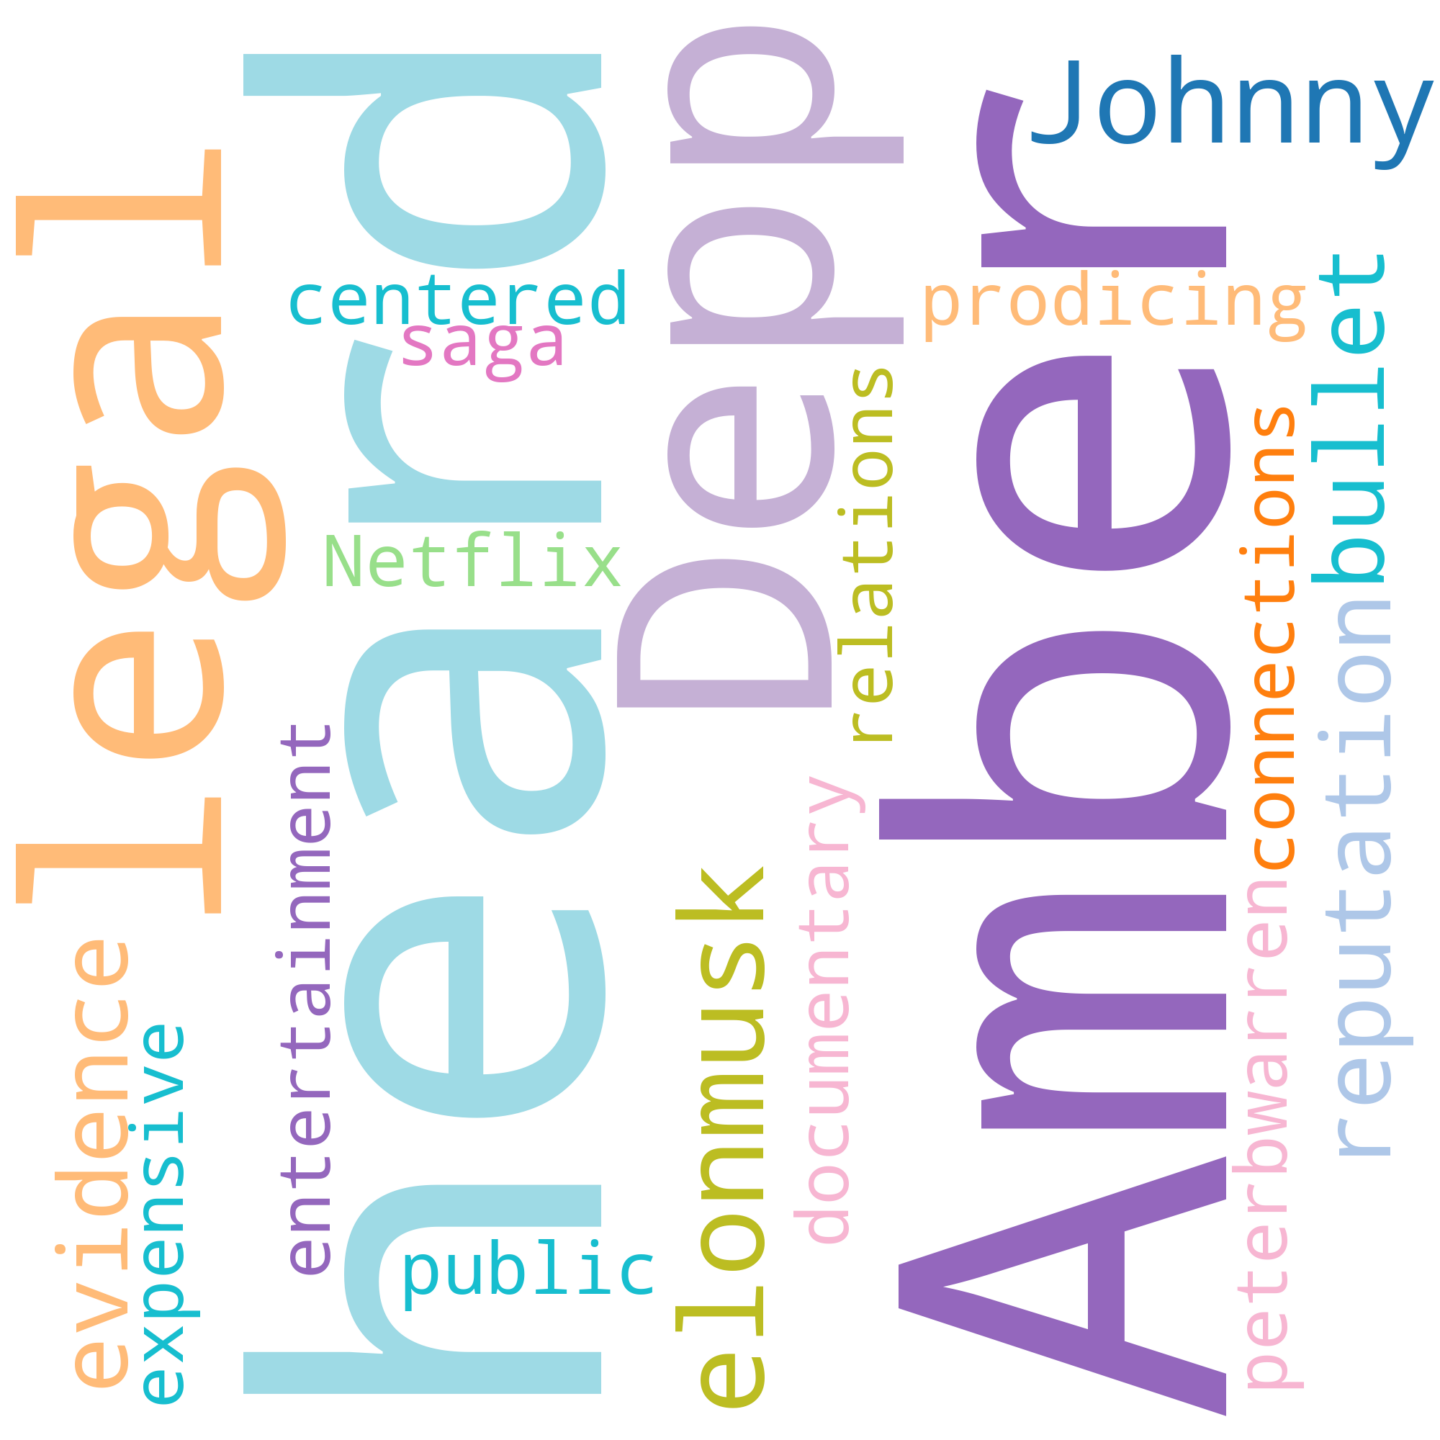 legal
heard
Depp
Amber
Johnny
centered
saga
Netflix
prodicing
bullet
relations
connections
reputation
entertainment
documentary
elonmusk
peterbwarren
evidence
expensive
public